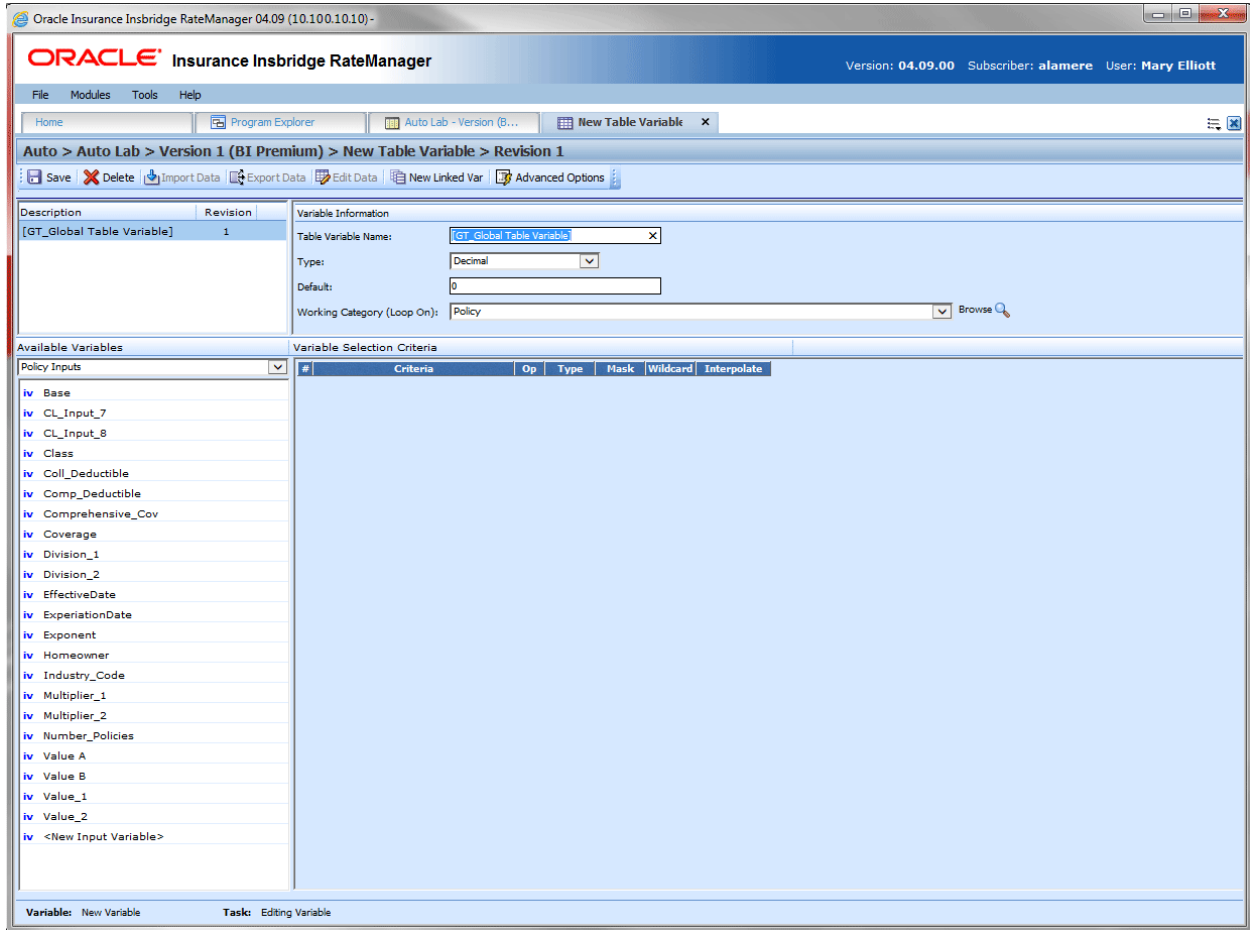 Oracle Insurance Insbridge RateManager 04.09 (10.100.10.10) -
ORACLE Insurance Insbridge RateManager
Version: 04.09.00 Subscriber: alamere User: Mary Elliott
File Modules Tools Help
Home Program Explorer Auto Lab - Version (B... New Table Variable
Auto > Auto Lab > Version 1 (BI Premium) > New Table Variable > Revision 1
Save Delete Import Data Export Data Edit Data New Linked Var Advanced Options
Description Revision Variable Information
[GT_Global Table Variable] 1
Table Variable Name: [GT_Global Table Variable]
Type: Decimal
Default: 0
Working Category (Loop On): Policy Browse
Available Variables Variable Selection Criteria
Policy Inputs
# Criteria Op Type Mask Wildcard Interpolate
iv Base
iv CL_Input_7
iv CL_Input_8
iv Class
iv Coll_Deductible
iv Comp_Deductible
iv Comprehensive_Cov
iv Coverage
iv Division_1
iv Division_2
iv EffectiveDate
iv ExperiationDate
iv Exponent
iv Homeowner
iv Industry_Code
iv Multiplier_1
iv Multiplier_2
iv Number_Policies
iv Value A
iv Value B
iv Value_1
iv Value_2
iv <New Input Variable>
Variable: New Variable Task: Editing Variable